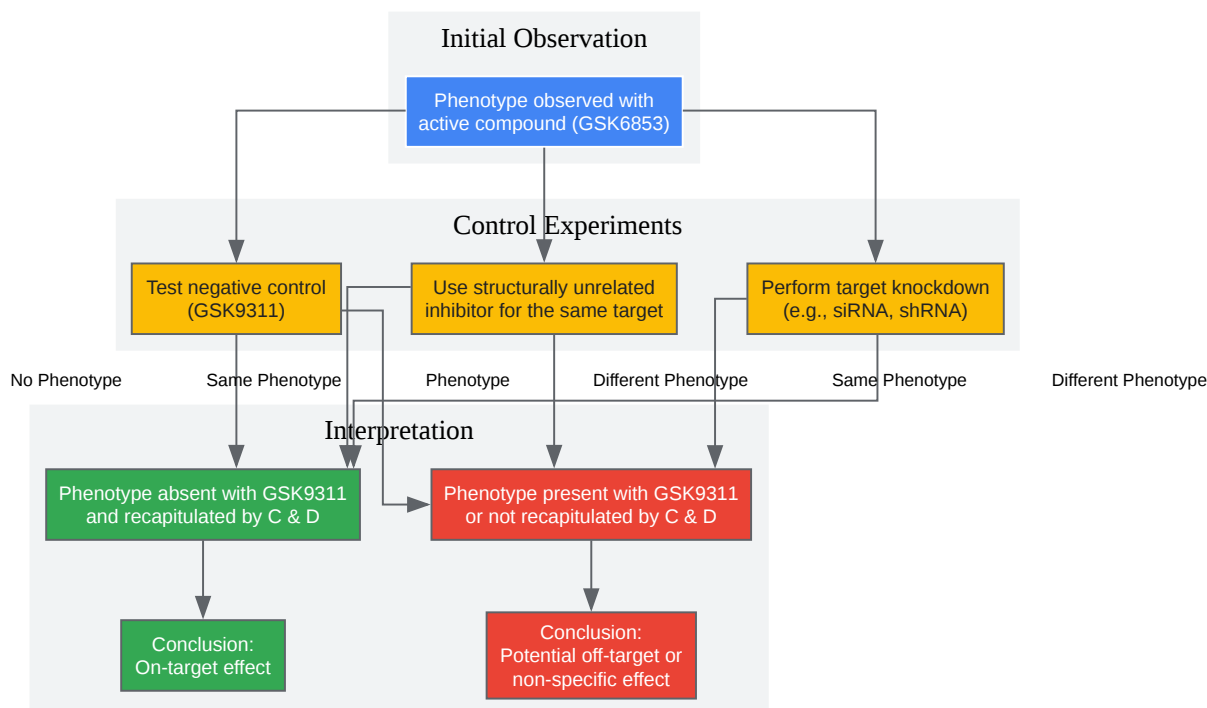 Initial Observation
Phenotype observed with
active compound (GSK6853)
Control Experiments
Test negative control
(GSK9311)
Use structurally unrelated
inhibitor for the same target
Perform target knockdown
(e.g., siRNA, shRNA)
No Phenotype
Same Phenotype
Phenotype
Different Phenotype
Same Phenotype
Different Phenotype
Interpretation
Phenotype absent with GSK9311
and recapitulated by C & D
Phenotype present with GSK9311
or not recapitulated by C & D
Conclusion:
On-target effect
Conclusion:
Potential off-target or
non-specific effect